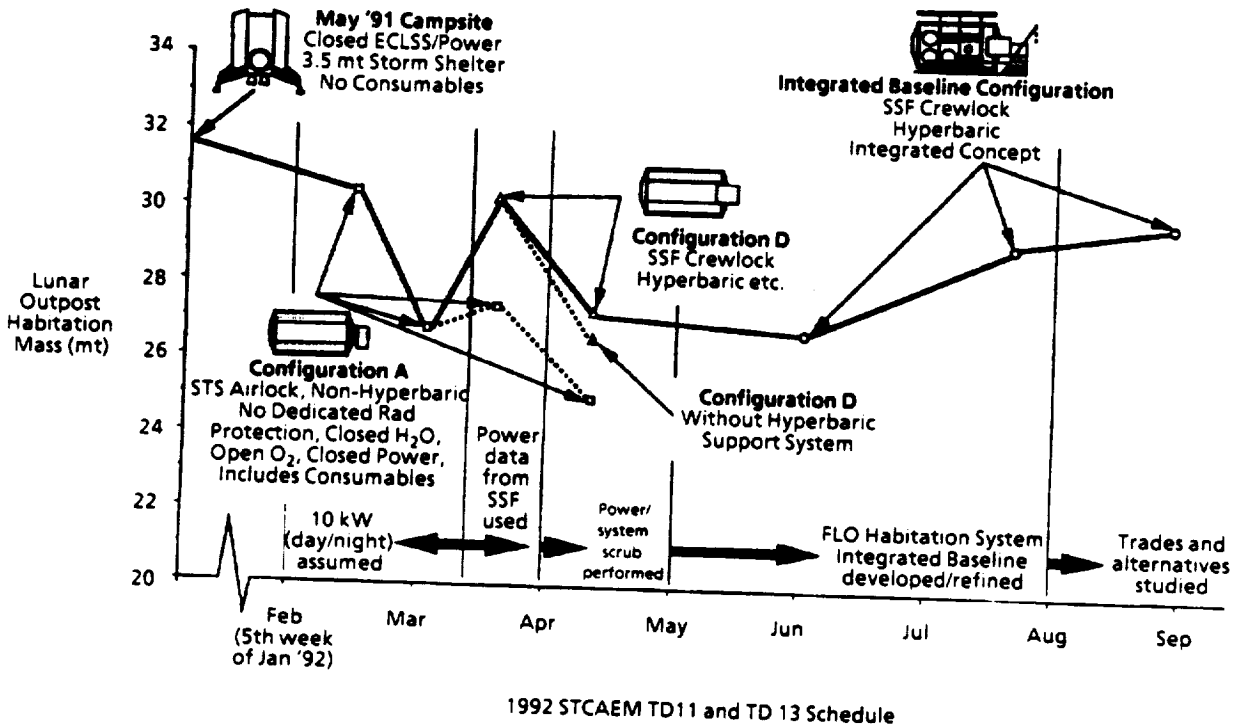 May '91 Campsite
Closed ECLSS/Power
3.5 mt Storm Shelter
No Consumables
Integrated Baseline Configuration
SSF Crewlock
Hyperbaric
Integrated Concept
Configuration D
SSF Crewlock
Hyperbaric etc.
Lunar
Outpost
Habitation
Mass (mt)
34
32
30
28
26
24
22
20
Configuration A
STS Airlock, Non-Hyperbaric
No Dedicated Rad
Protection, Closed H₂O,
Open O₂, Closed Power,
Includes Consumables
Configuration D
Without Hyperbaric
Support System
10 kW
(day/night)
assumed
Power
data
from
SSF
used
Power/
system
scrub
performed
FLO Habitation System
Integrated Baseline
developed/refined
Trades and
alternatives
studied
Feb
(5th week
of Jan '92)
Mar
Apr
May
Jun
Jul
Aug
Sep
1992 STCAEM TD11 and TD 13 Schedule